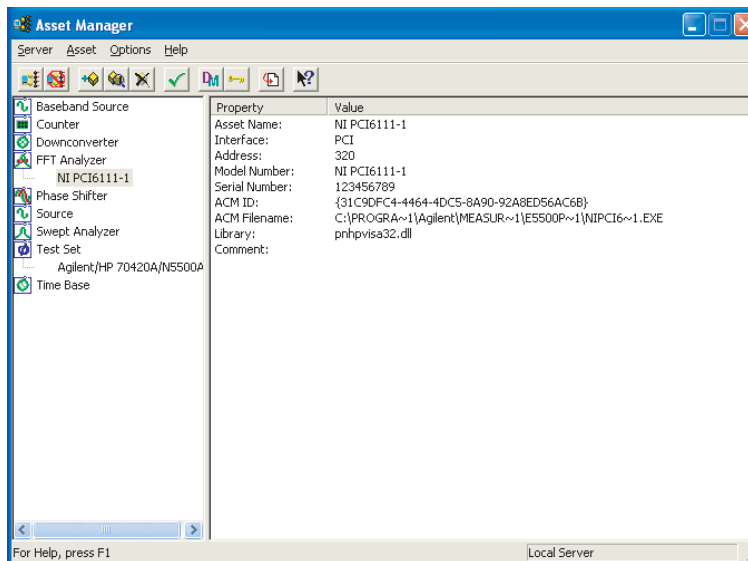 Asset Manager
Server Asset Options Help
Baseband Source
Counter
Downconverter
FFT Analyzer
NI PCI6111-1
Phase Shifter
Source
Swept Analyzer
Test Set
Agilent/HP 70420A/N5500A
Time Base
Property Value
Asset Name: NI PCI6111-1
Interface: PCI
Address: 320
Model Number: NI PCI6111-1
Serial Number: 123456789
ACM ID: {31C9DFC4-4464-4DC5-8A90-92A8ED56AC6B}
ACM Filename: C:\PROGRA~1\Agilent\MEASUR~1\E5500P~1\NIPCI6~1.EXE
Library: pnhpvisa32.dll
Comment:
For Help, press F1
Local Server